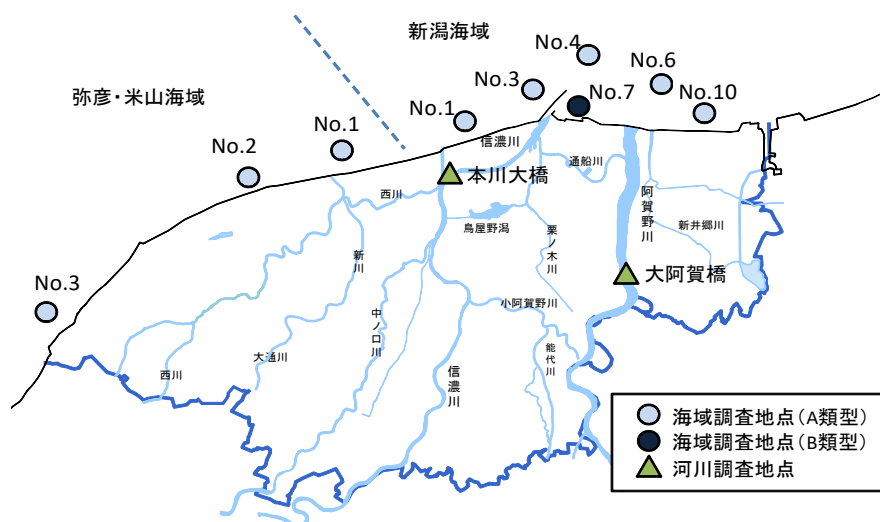 新潟海域
No.4
No.6
弥彦・米山海域
No.3
No.7
No.10
No.1
No.1
No.2
信濃川
通船川
本川大橋
西川
阿賀野川
鳥屋野潟
栗ノ木川
新井郷川
新川
大阿賀橋
No.3
小阿賀野川
中ノ口川
大通川
能代川
西川
信濃川
海域調査地点(A類型)
海域調査地点(B類型)
河川調査地点